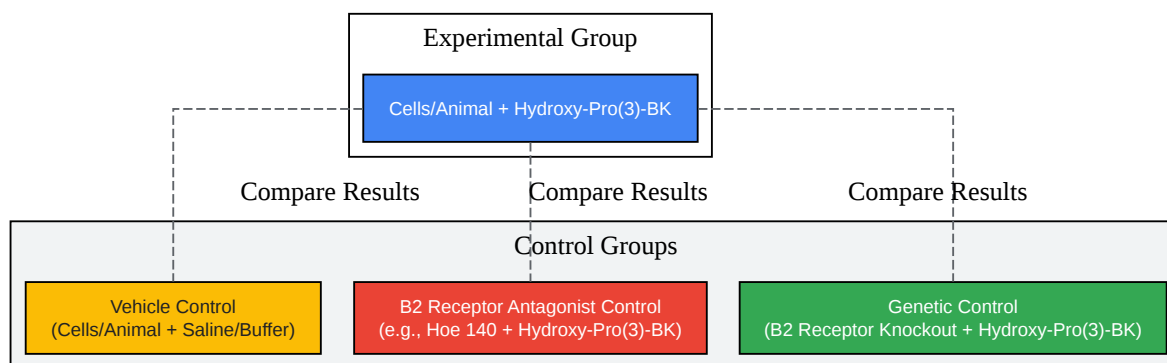 Experimental Group
Cells/Animal + Hydroxy-Pro(3)-BK
Compare Results
Compare Results
Compare Results
Control Groups
Vehicle Control
(Cells/Animal + Saline/Buffer)
B2 Receptor Antagonist Control
(e.g., Hoe 140 + Hydroxy-Pro(3)-BK)
Genetic Control
(B2 Receptor Knockout + Hydroxy-Pro(3)-BK)